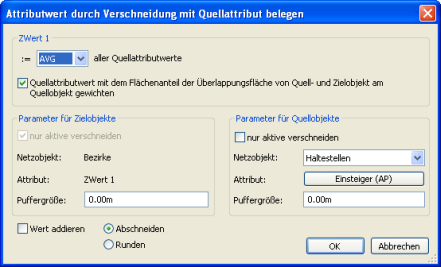 Attributwert durch Verschneidung mit Quellattribut belegen
ZWert 1
:= AVG aller Quellattributwerte
Quellattributwert mit dem Flächenanteil der Überlappungsfläche von Quell- und Zielobjekt am
Quellobjekt gewichten
Parameter für Zielobjekte
nur aktive verschneiden
Netzobjekt: Bezirke
Attribut: ZWert 1
Puffergröße: 0.00m
Parameter für Quellobjekte
nur aktive verschneiden
Netzobjekt: Haltestellen
Attribut: Einsteiger (AP)
Puffergröße: 0.00m
Wert addieren
Abschneiden
Runden
OK
Abbrechen